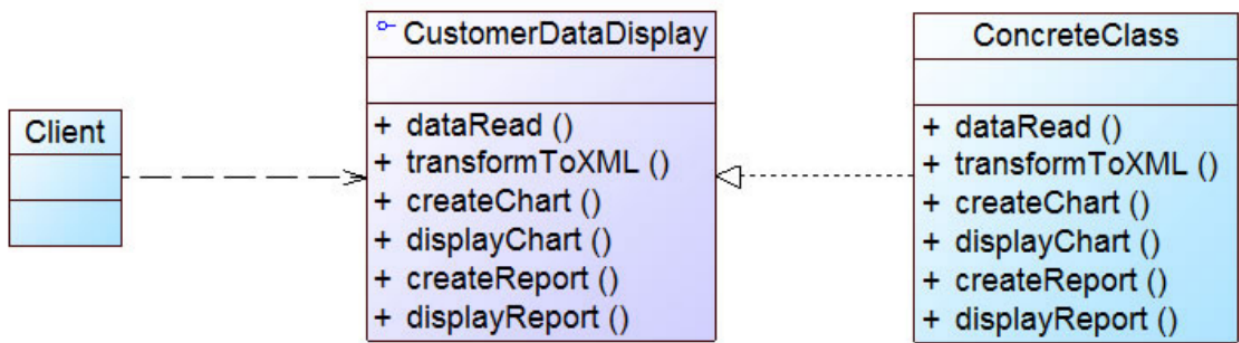 Client
CustomerDataDisplay
+ dataRead ()
+ transformToXML ()
+ createChart ()
+ displayChart ()
+ createReport ()
+ displayReport ()
ConcreteClass
+ dataRead ()
+ transformToXML ()
+ createChart ()
+ displayChart ()
+ createReport ()
+ displayReport ()